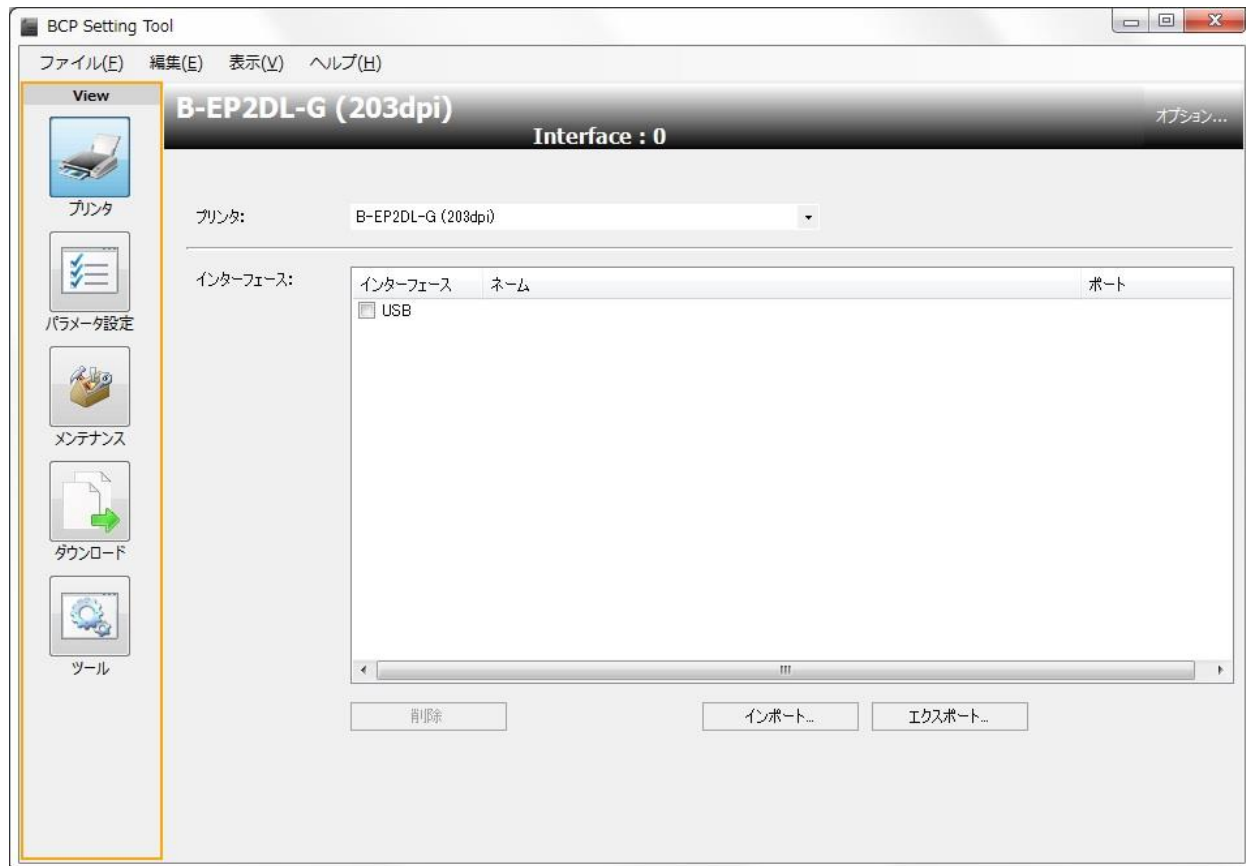 BCP Setting Tool
ファイル(F) 編集(E) 表示(V) ヘルプ(H)
View
プリンタ
パラメータ設定
メンテナンス
ダウンロード
ツール
B-EP2DL-G (203dpi)
Interface : 0
オプション...
プリンタ: B-EP2DL-G (203dpi)
インターフェース:
インターフェース ネーム ポート
USB
削除 インポート... エクスポート...